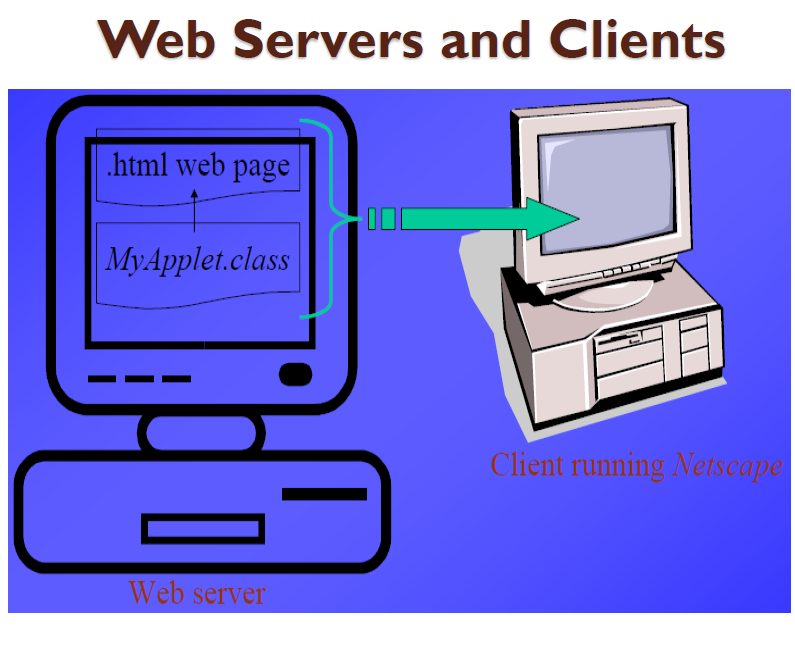 Web Servers and Clients
.html web page
MyApplet.class
Client running Netscape
Web server